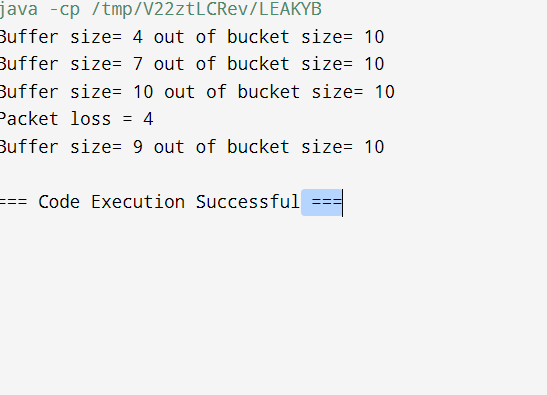 java -cp /tmp/V22ztLCRev/LEAKYB
Buffer size= 4 out of bucket size= 10
Buffer size= 7 out of bucket size= 10
Buffer size= 10 out of bucket size= 10
Packet loss = 4
Buffer size= 9 out of bucket size= 10
=== Code Execution Successful ===